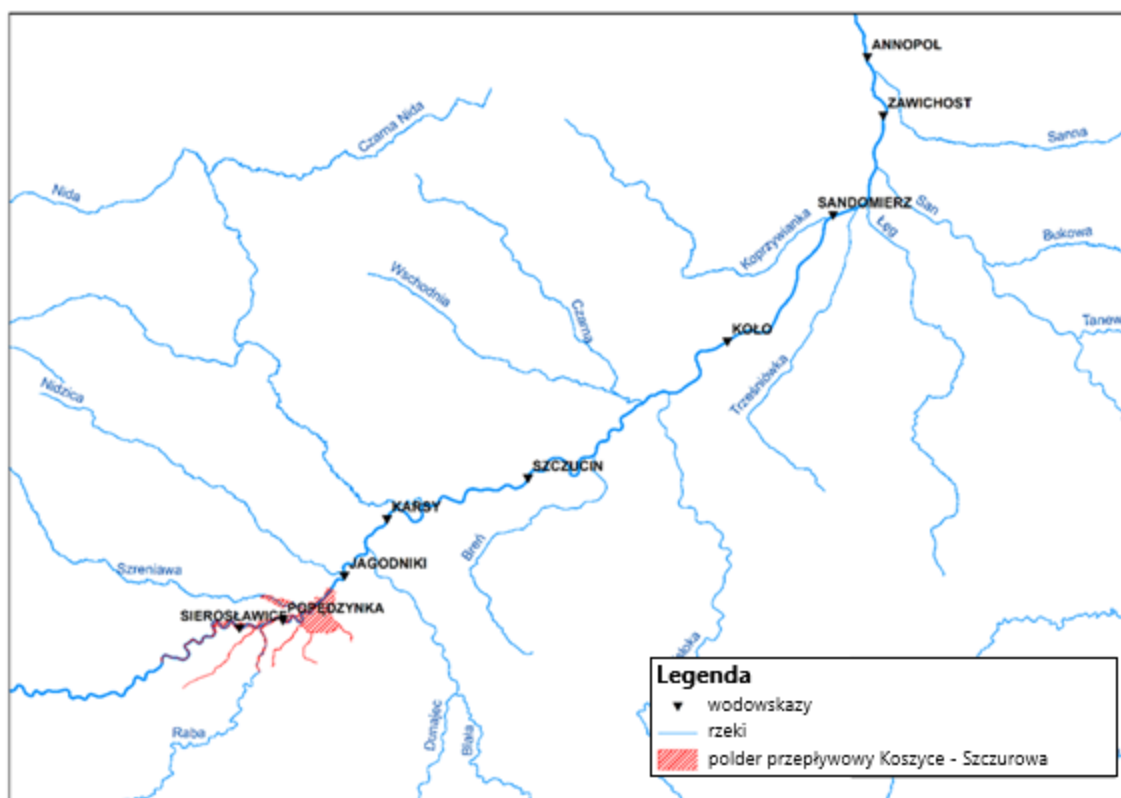 ANNOPOL
ZAWICHOST
Czarna Nida
Sanna
Nida
SANDOMIERZ
San
Łęg
Koprzywianka
Bukowa
Wschodnia
Czarna
KOŁO
Tanew
Trześniówka
Nidzica
SZCZUCIN
KARSY
Breń
JAGODNIKI
Szreniawa
POPĘDZYNKA
SIEROSŁAWICE
Raba
Dunajec
Biała
Legenda
wodowskazy
rzeki
polder przepływowy Koszyce - Szczurowa